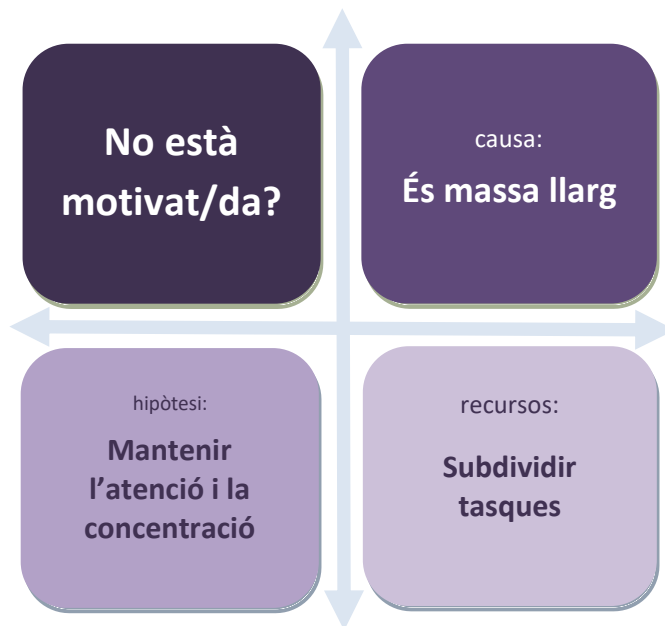 No està
motivat/da?
causa:
És massa llarg
hipòtesi:
Mantenir
l’atenció i la
concentració
recursos:
Subdividir
tasques